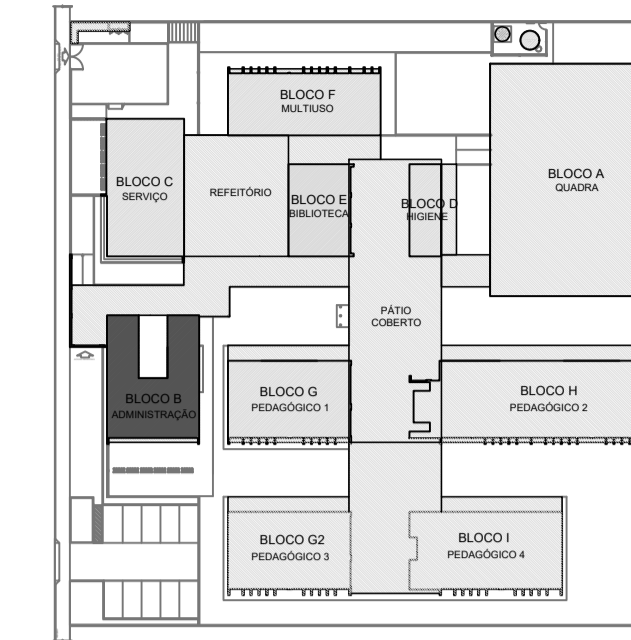 BLOCO F
MULTIUSO
BLOCO A
QUADRA
BLOCO C
SERVIÇO
REFEITÓRIO
BLOCO E
BIBLIOTECA
BLOCO D
HIGIENE
PÁTIO
COBERTO
BLOCO B
ADMINISTRAÇÃO
BLOCO G
PEDAGÓGICO 1
BLOCO H
PEDAGÓGICO 2
BLOCO G2
PEDAGÓGICO 3
BLOCO I
PEDAGÓGICO 4